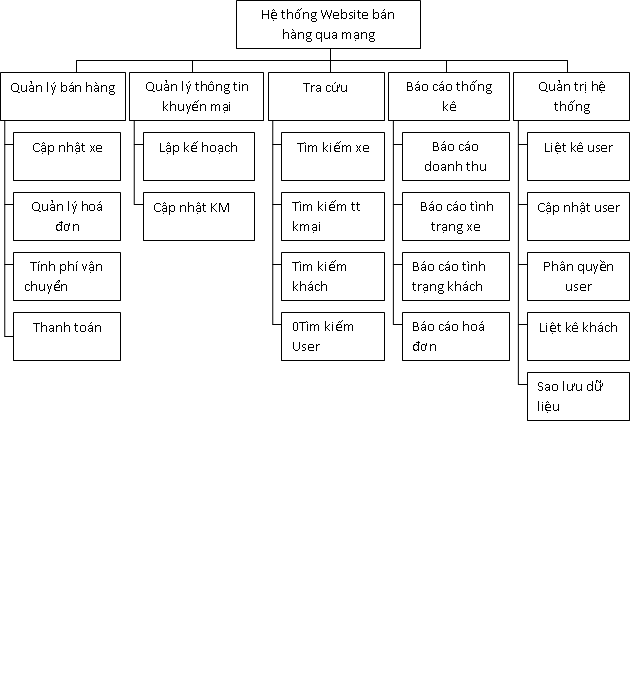 Hệ thống Website bán
hàng qua mạng
Quản lý bán hàng
Cập nhật xe
Quản lý hoá
đơn
Tính phí vận
chuyển
Thanh toán
Quản lý thông tin
khuyến mại
Lập kế hoạch
Cập nhật KM
Tra cứu
Tìm kiếm xe
Tìm kiếm tt
kmại
Tìm kiếm
khách
0Tìm kiếm
User
Báo cáo thống
kê
Báo cáo
doanh thu
Báo cáo tình
trạng xe
Báo cáo tình
trạng khách
Báo cáo hoá
đơn
Quản trị hệ
thống
Liệt kê user
Cập nhật user
Phân quyền
user
Liệt kê khách
Sao lưu dữ
liệu